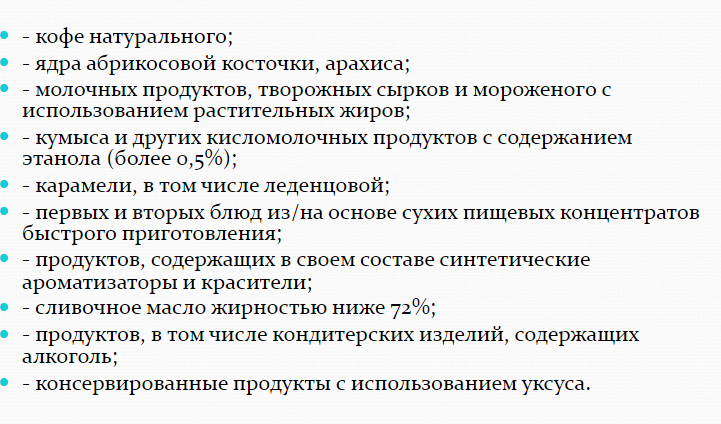 - кофе натурального;
- ядра абрикосовой косточки, арахиса;
- молочных продуктов, творожных сырков и мороженого с
использованием растительных жиров;
- кумыса и других кисломолочных продуктов с содержанием
этанола (более 0,5%);
- карамели, в том числе леденцовой;
- первых и вторых блюд из/на основе сухих пищевых концентратов
быстрого приготовления;
- продуктов, содержащих в своем составе синтетические
ароматизаторы и красители;
- сливочное масло жирностью ниже 72%;
- продуктов, в том числе кондитерских изделий, содержащих
алкоголь;
- консервированные продукты с использованием уксуса.